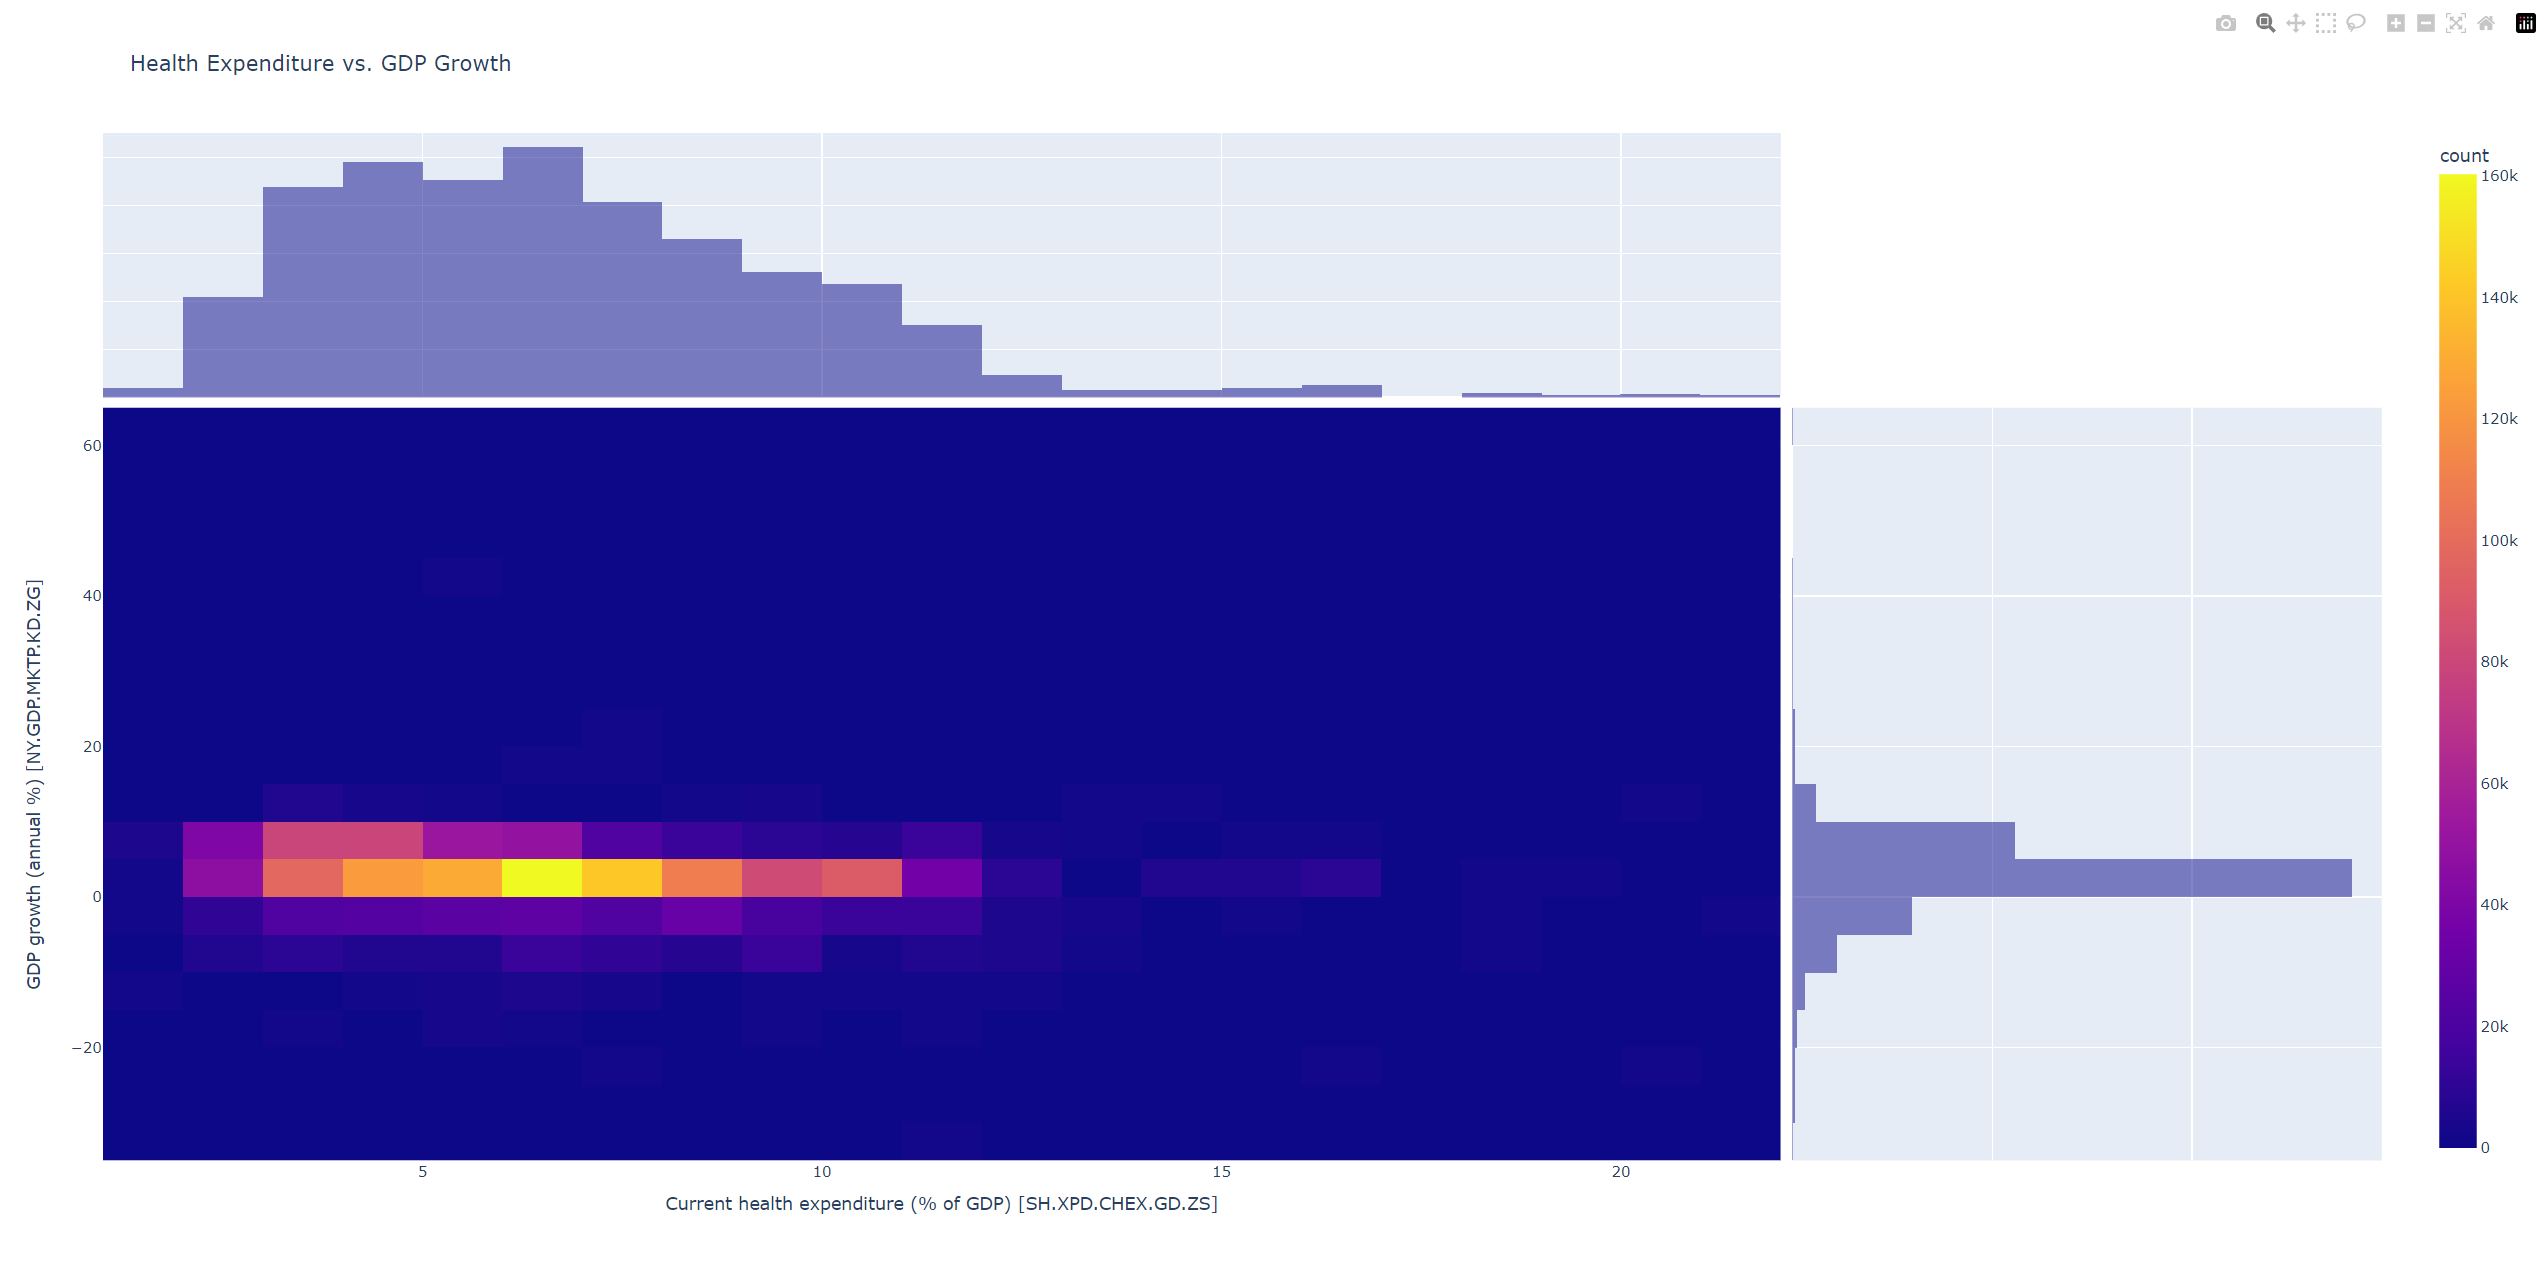 Health Expenditure vs. GDP Growth
count
160k
140k
120k
100k
80k
60k
40k
20k
0
60
40
20
0
−20
GDP growth (annual %) [NY.GDP.MKTP.KD.ZG]
5
10
15
20
Current health expenditure (% of GDP) [SH.XPD.CHEX.GD.ZS]